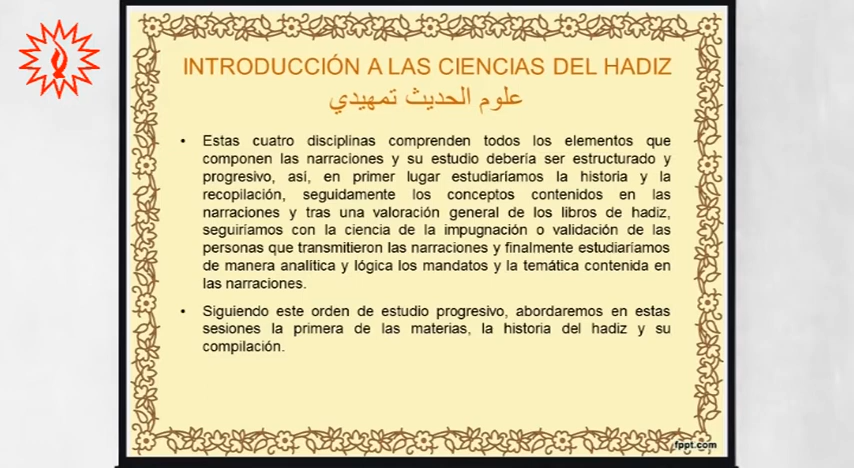 INTRODUCCIÓN A LAS CIENCIAS DEL HADIZ
علوم الحديث تمهيدي
• Estas cuatro disciplinas comprenden todos los elementos que
componen las narraciones y su estudio debería ser estructurado y
progresivo, así, en primer lugar estudiaríamos la historia y la
recopilación, seguidamente los conceptos contenidos en las
narraciones y tras una valoración general de los libros de hadiz,
seguiríamos con la ciencia de la impugnación o validación de las
personas que transmitieron las narraciones y finalmente estudiaríamos
de manera analítica y lógica los mandatos y la temática contenida en
las narraciones.
• Siguiendo este orden de estudio progresivo, abordaremos en estas
sesiones la primera de las materias, la historia del hadiz y su
compilación.
fppt.com